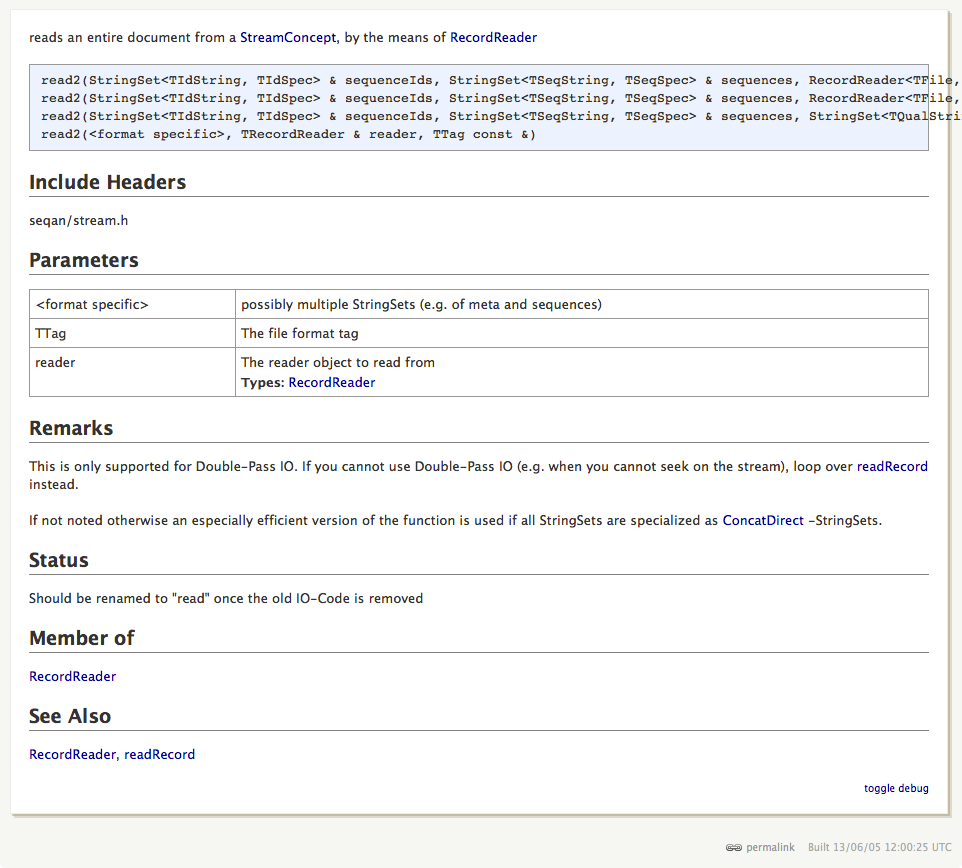 reads an entire document from a StreamConcept, by the means of RecordReader
read2(StringSet<TIdString, TIdSpec> & sequenceIds, StringSet<TSeqString, TSeqSpec> & sequences, RecordReader<TFile,
read2(StringSet<TIdString, TIdSpec> & sequenceIds, StringSet<TSeqString, TSeqSpec> & sequences, RecordReader<TFile,
read2(StringSet<TIdString, TIdSpec> & sequenceIds, StringSet<TSeqString, TSeqSpec> & sequences, StringSet<TQualStri
read2(<format specific>, TRecordReader & reader, TTag const &)
Include Headers
seqan/stream.h
Parameters
<format specific> possibly multiple StringSets (e.g. of meta and sequences)
TTag The file format tag
reader The reader object to read from
Types: RecordReader
Remarks
This is only supported for Double-Pass IO. If you cannot use Double-Pass IO (e.g. when you cannot seek on the stream), loop over readRecord
instead.
If not noted otherwise an especially efficient version of the function is used if all StringSets are specialized as ConcatDirect -StringSets.
Status
Should be renamed to "read" once the old IO-Code is removed
Member of
RecordReader
See Also
RecordReader, readRecord
toggle debug
permalink Built 13/06/05 12:00:25 UTC